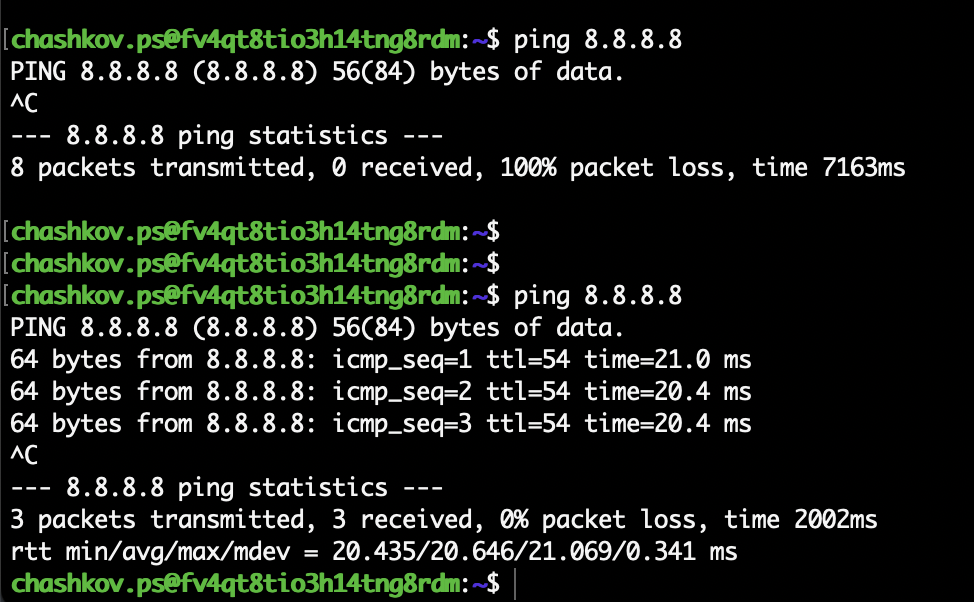 [chashkov.ps@fv4qt8tio3h14tng8rdm:~$ ping 8.8.8.8
PING 8.8.8.8 (8.8.8.8) 56(84) bytes of data.
^C
--- 8.8.8.8 ping statistics ---
8 packets transmitted, 0 received, 100% packet loss, time 7163ms
[chashkov.ps@fv4qt8tio3h14tng8rdm:~$
[chashkov.ps@fv4qt8tio3h14tng8rdm:~$
[chashkov.ps@fv4qt8tio3h14tng8rdm:~$ ping 8.8.8.8
PING 8.8.8.8 (8.8.8.8) 56(84) bytes of data.
64 bytes from 8.8.8.8: icmp_seq=1 ttl=54 time=21.0 ms
64 bytes from 8.8.8.8: icmp_seq=2 ttl=54 time=20.4 ms
64 bytes from 8.8.8.8: icmp_seq=3 ttl=54 time=20.4 ms
^C
--- 8.8.8.8 ping statistics ---
3 packets transmitted, 3 received, 0% packet loss, time 2002ms
rtt min/avg/max/mdev = 20.435/20.646/21.069/0.341 ms
chashkov.ps@fv4qt8tio3h14tng8rdm:~$